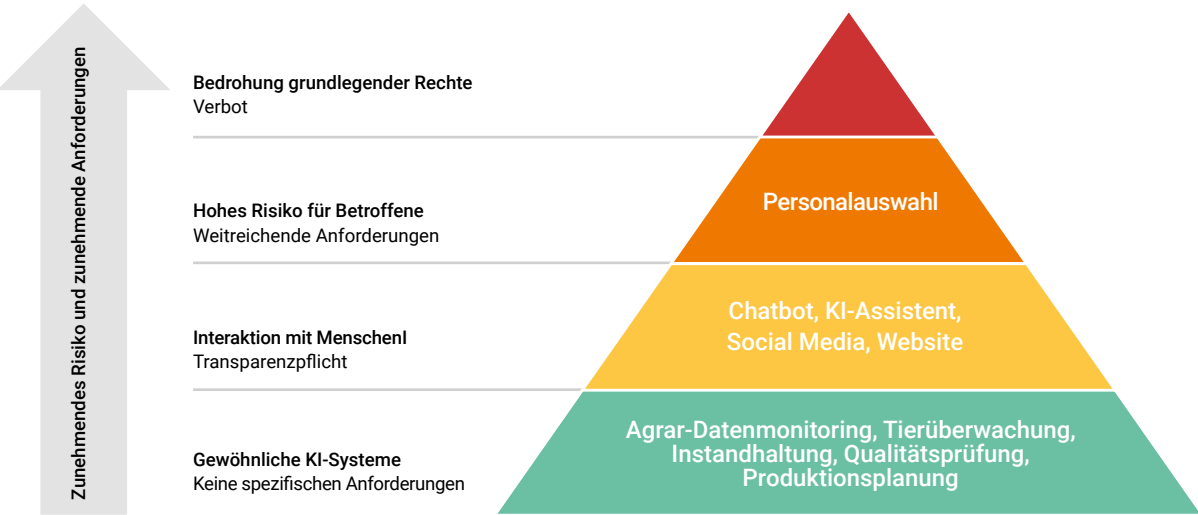 Zunehmendes Risiko und zunehmende Anforderungen
Bedrohung grundlegender Rechte
Verbot
Hohes Risiko für Betroffene
Weitreichende Anforderungen
Personalauswahl
Interaktion mit MenschenI
Transparenzpflicht
Chatbot, KI-Assistent,
Social Media, Website
Gewöhnliche KI-Systeme
Keine spezifischen Anforderungen
Agrar-Datenmonitoring, Tierüberwachung,
Instandhaltung, Qualitätsprüfung,
Produktionsplanung